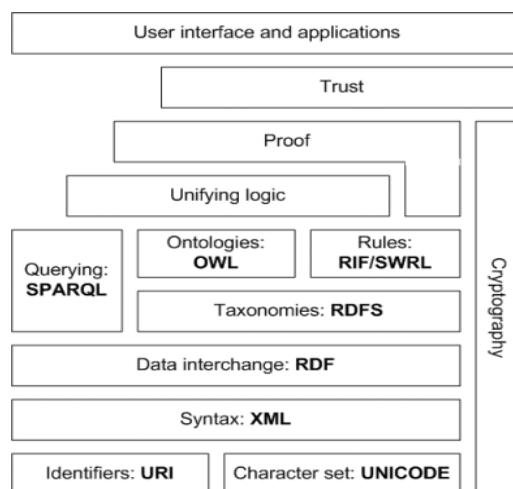 User interface and applications
Trust
Proof
Unifying logic
Querying:
SPARQL
Ontologies:
OWL
Rules:
RIF/SWRL
Taxonomies: RDFS
Data interchange: RDF
Syntax: XML
Identifiers: URI
Character set: UNICODE
Cryptography